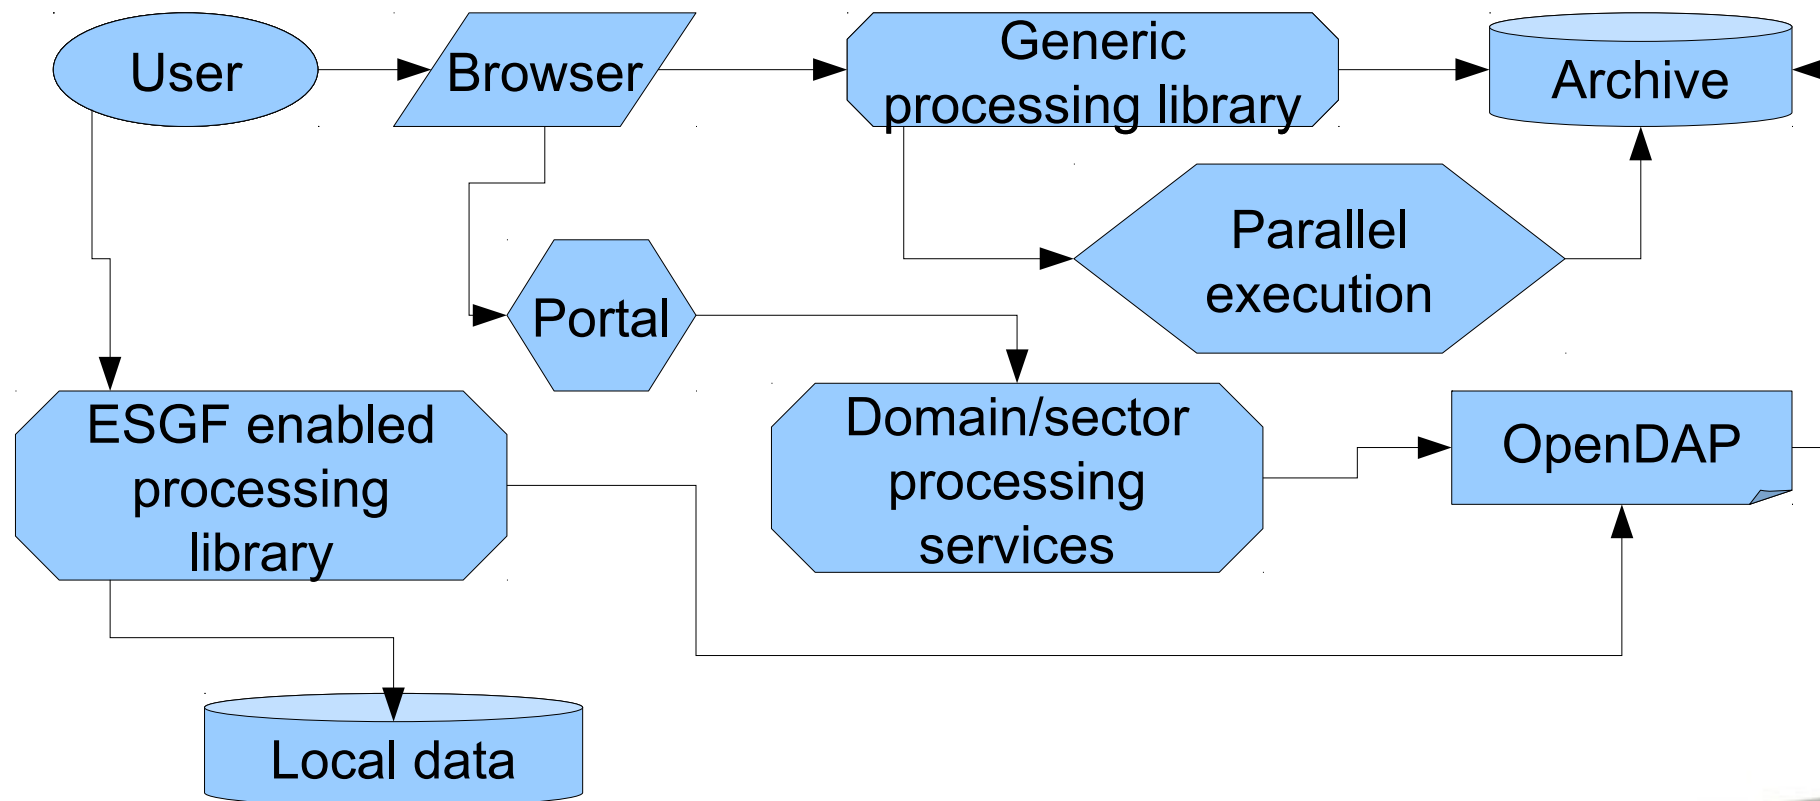 User
Browser
Generic
processing library
Archive
Parallel
execution
Portal
ESGF enabled
processing
library
Domain/sector
processing
services
OpenDAP
Local data